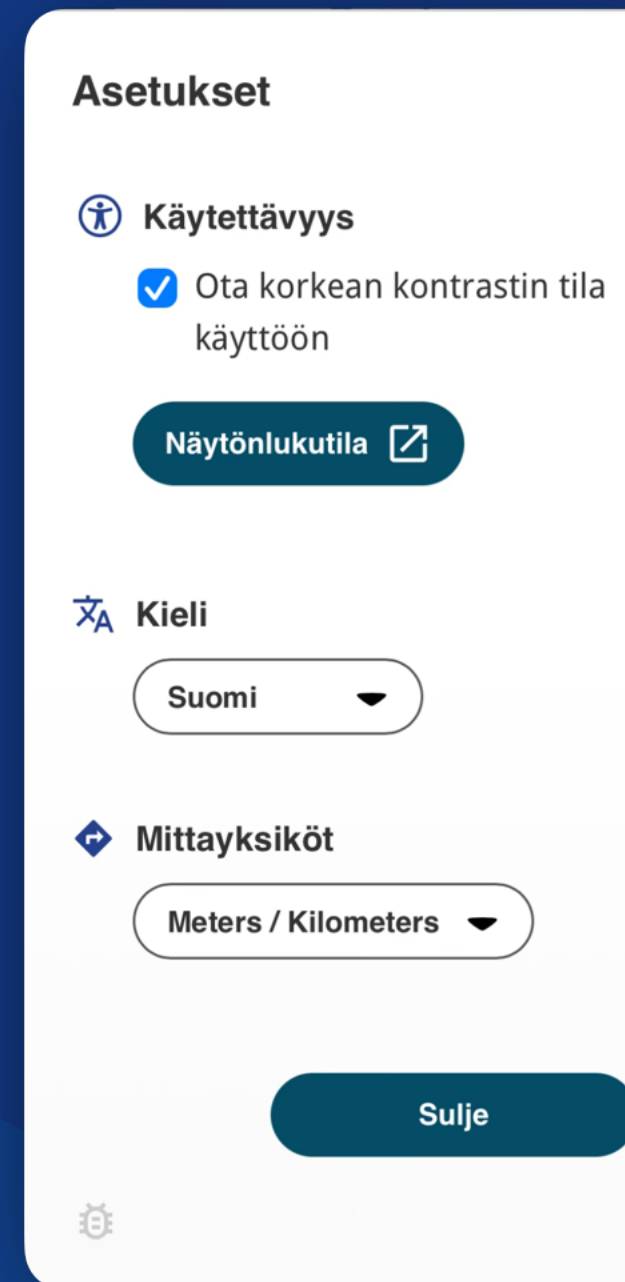 Asetukset
Käytettävyys
Ota korkean kontrastin tila
käyttöön
Näytönlukutila
Kieli
Suomi
Mittayksiköt
Meters / Kilometers
Sulje